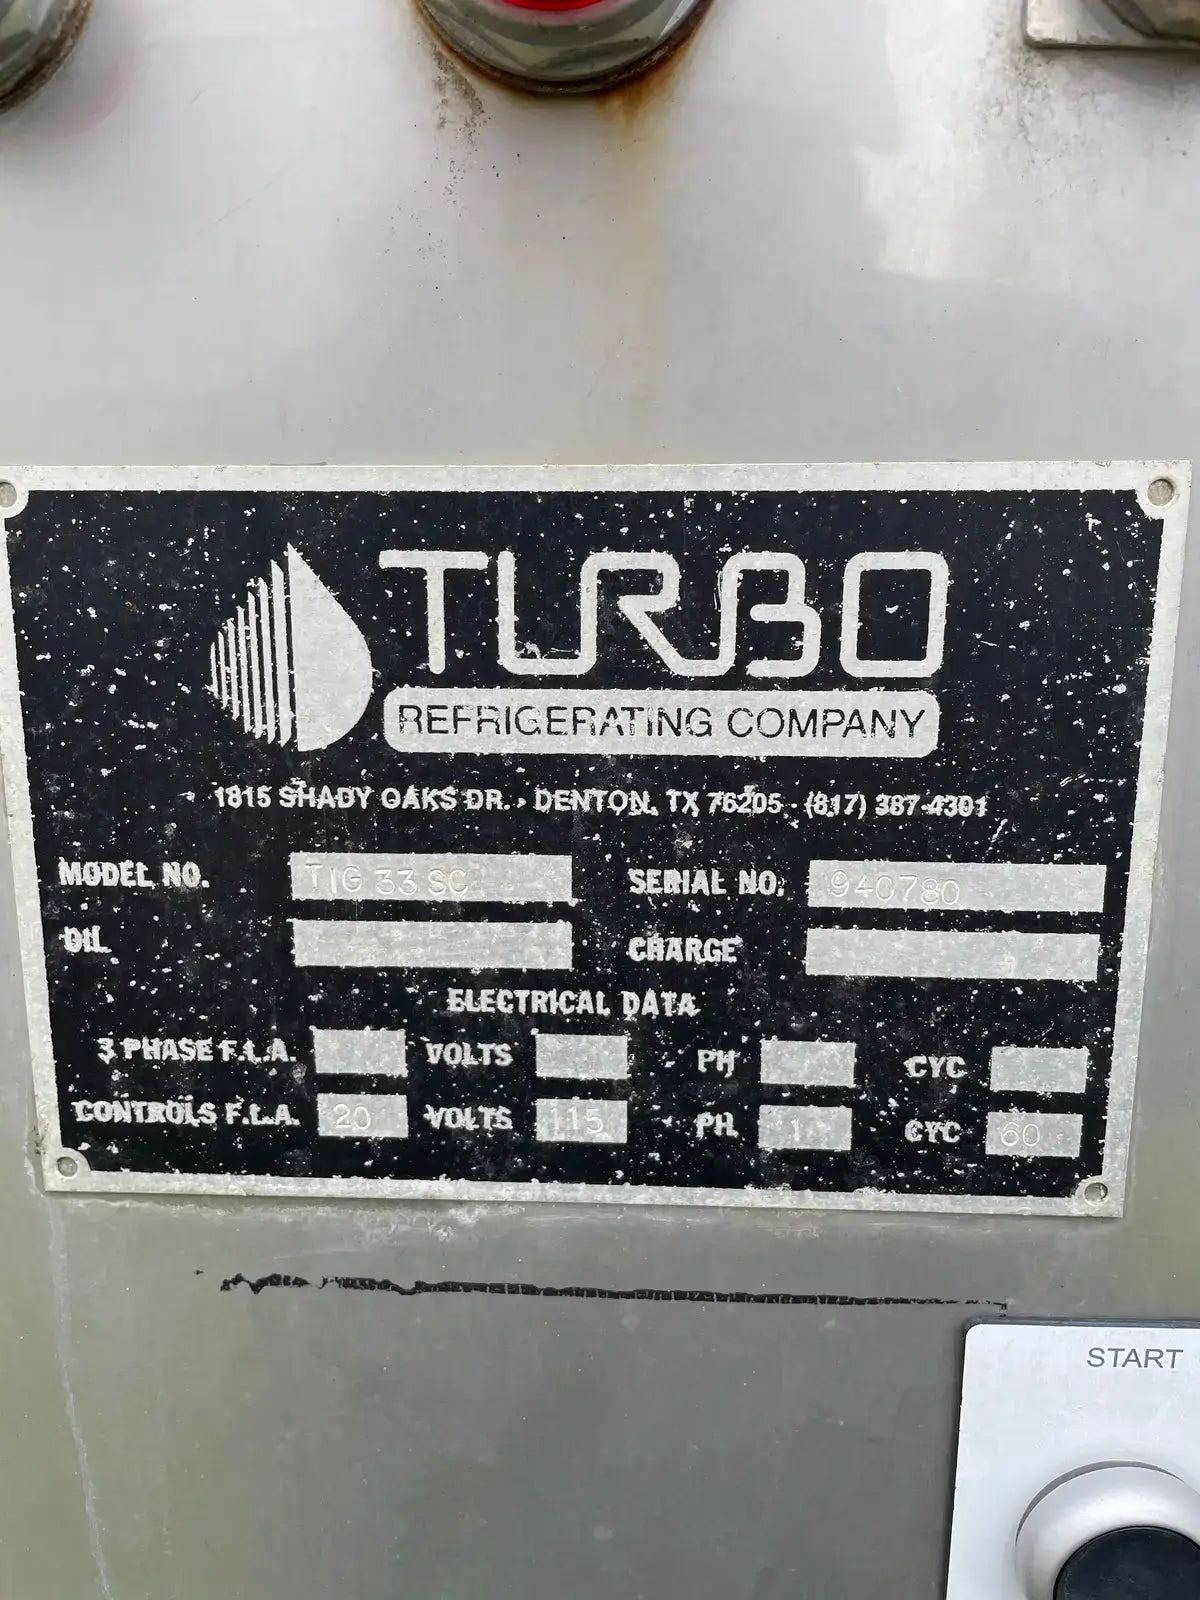 TURBO
REFRIGERATING COMPANY
1815 SHADY OAKS DR. · DENTON, TX 76205 · (817) 387-4301
MODEL NO. TIG 33 SC SERIAL NO. 940780
OIL CHARGE
ELECTRICAL DATA
3 PHASE F.L.A. VOLTS PH CYC
CONTROLS F.L.A. 20 VOLTS 115 PH. 1 CYC 60
START